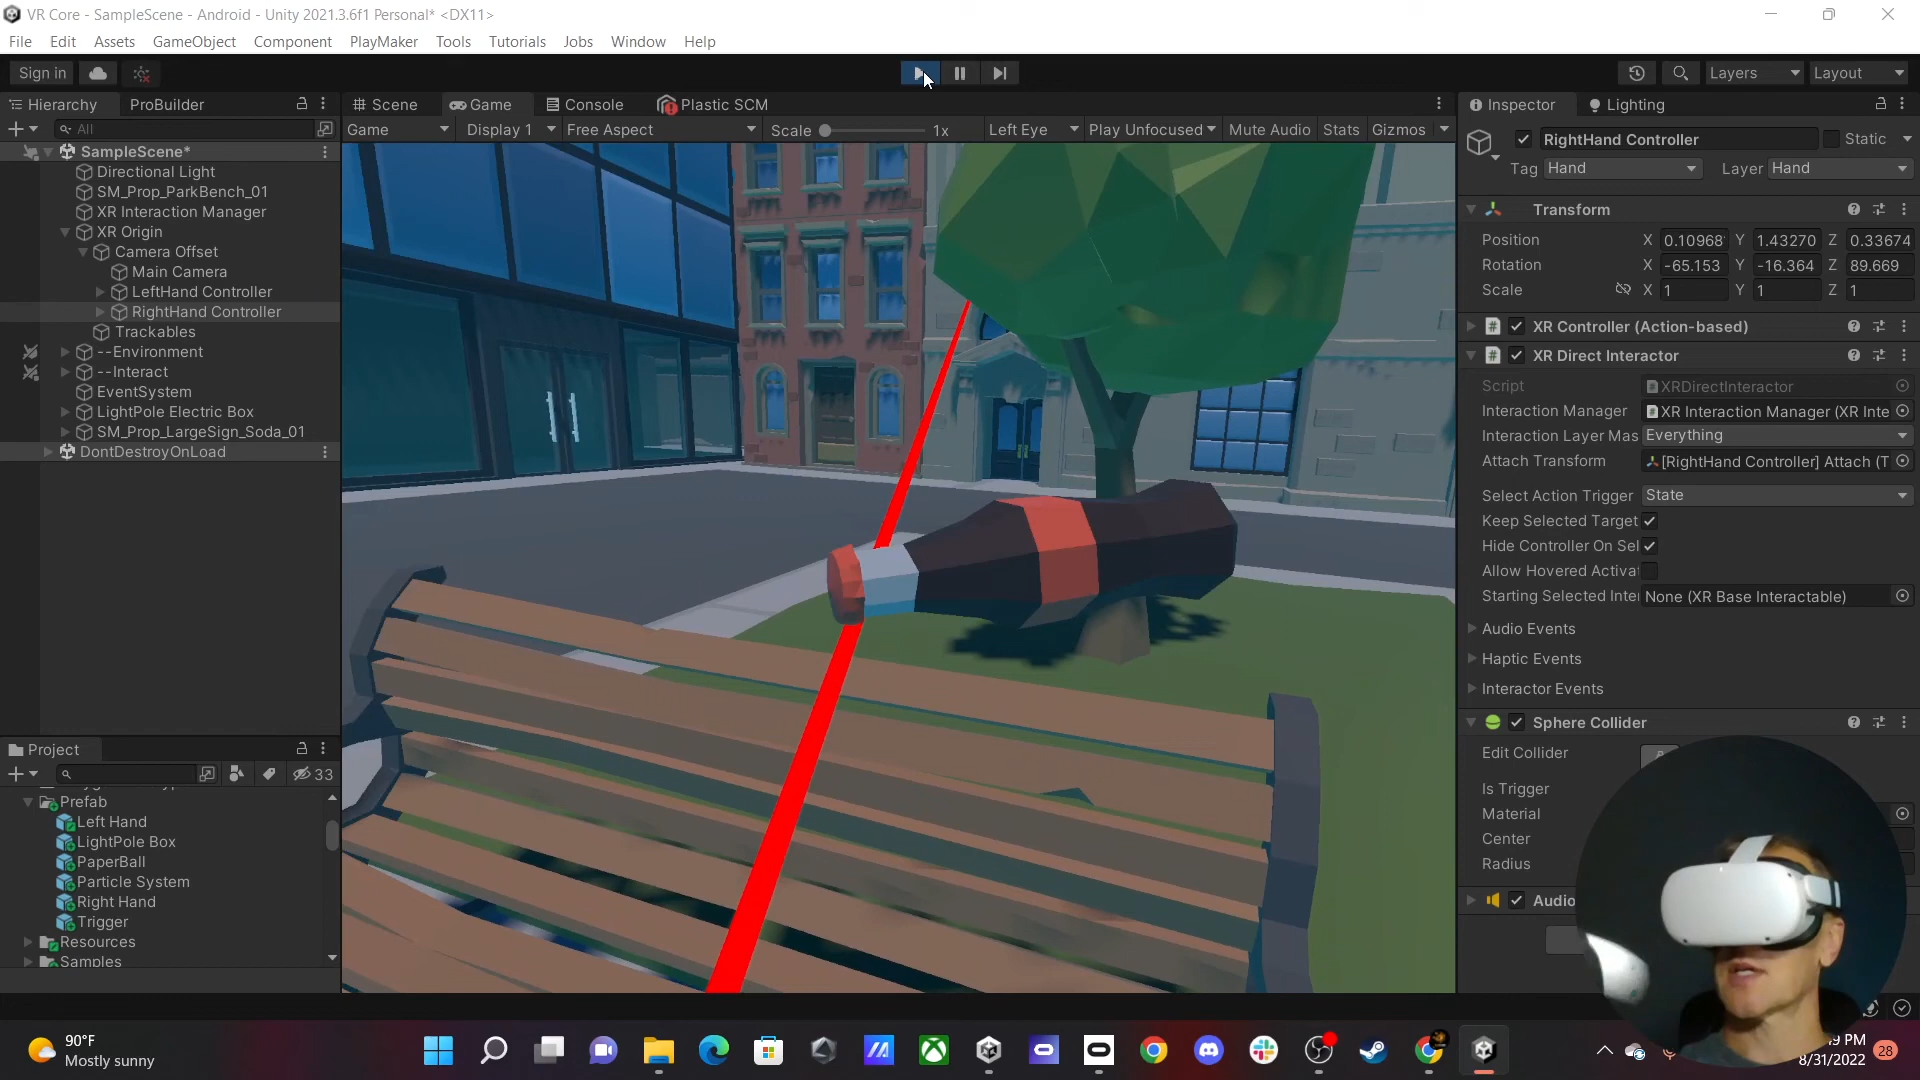 VR Core - SampleScene - Android - Unity 2021.3.6f1 Personal* <DX11>
File Edit Assets GameObject Component PlayMaker Tools Tutorials Jobs Window Help
Sign in
Layers
Layout
Hierarchy
ProBuilder
All
SampleScene*
Directional Light
SM_Prop_ParkBench_01
XR Interaction Manager
XR Origin
Camera Offset
Main Camera
LeftHand Controller
RightHand Controller
Trackables
--Environment
--Interact
EventSystem
LightPole Electric Box
SM_Prop_LargeSign_Soda_01
DontDestroyOnLoad
Project
33
Prefab
Left Hand
LightPole Box
PaperBall
Particle System
Right Hand
Trigger
Resources
Samples
Scene
Game
Console
Plastic SCM
Game
Display 1
Free Aspect
Scale
1x
Left Eye
Play Unfocused
Mute Audio
Stats
Gizmos
Inspector
Lighting
RightHand Controller
Static
Tag Hand
Layer Hand
Transform
Position X 0.10968 Y 1.43270 Z 0.33674
Rotation X -65.153 Y -16.364 Z 89.669
Scale X 1 Y 1 Z 1
XR Controller (Action-based)
XR Direct Interactor
Script XRDirectInteractor
Interaction Manager XR Interaction Manager (XR Inte
Interaction Layer Mas Everything
Attach Transform [RightHand Controller] Attach (T
Select Action Trigger State
Keep Selected Target
Hide Controller On Sel
Allow Hovered Activa
Starting Selected Inte None (XR Base Interactable)
Audio Events
Haptic Events
Interactor Events
Sphere Collider
Edit Collider
Is Trigger
Material
Center
Radius
Audio
90°F
Mostly sunny
9 PM
8/31/2022
28